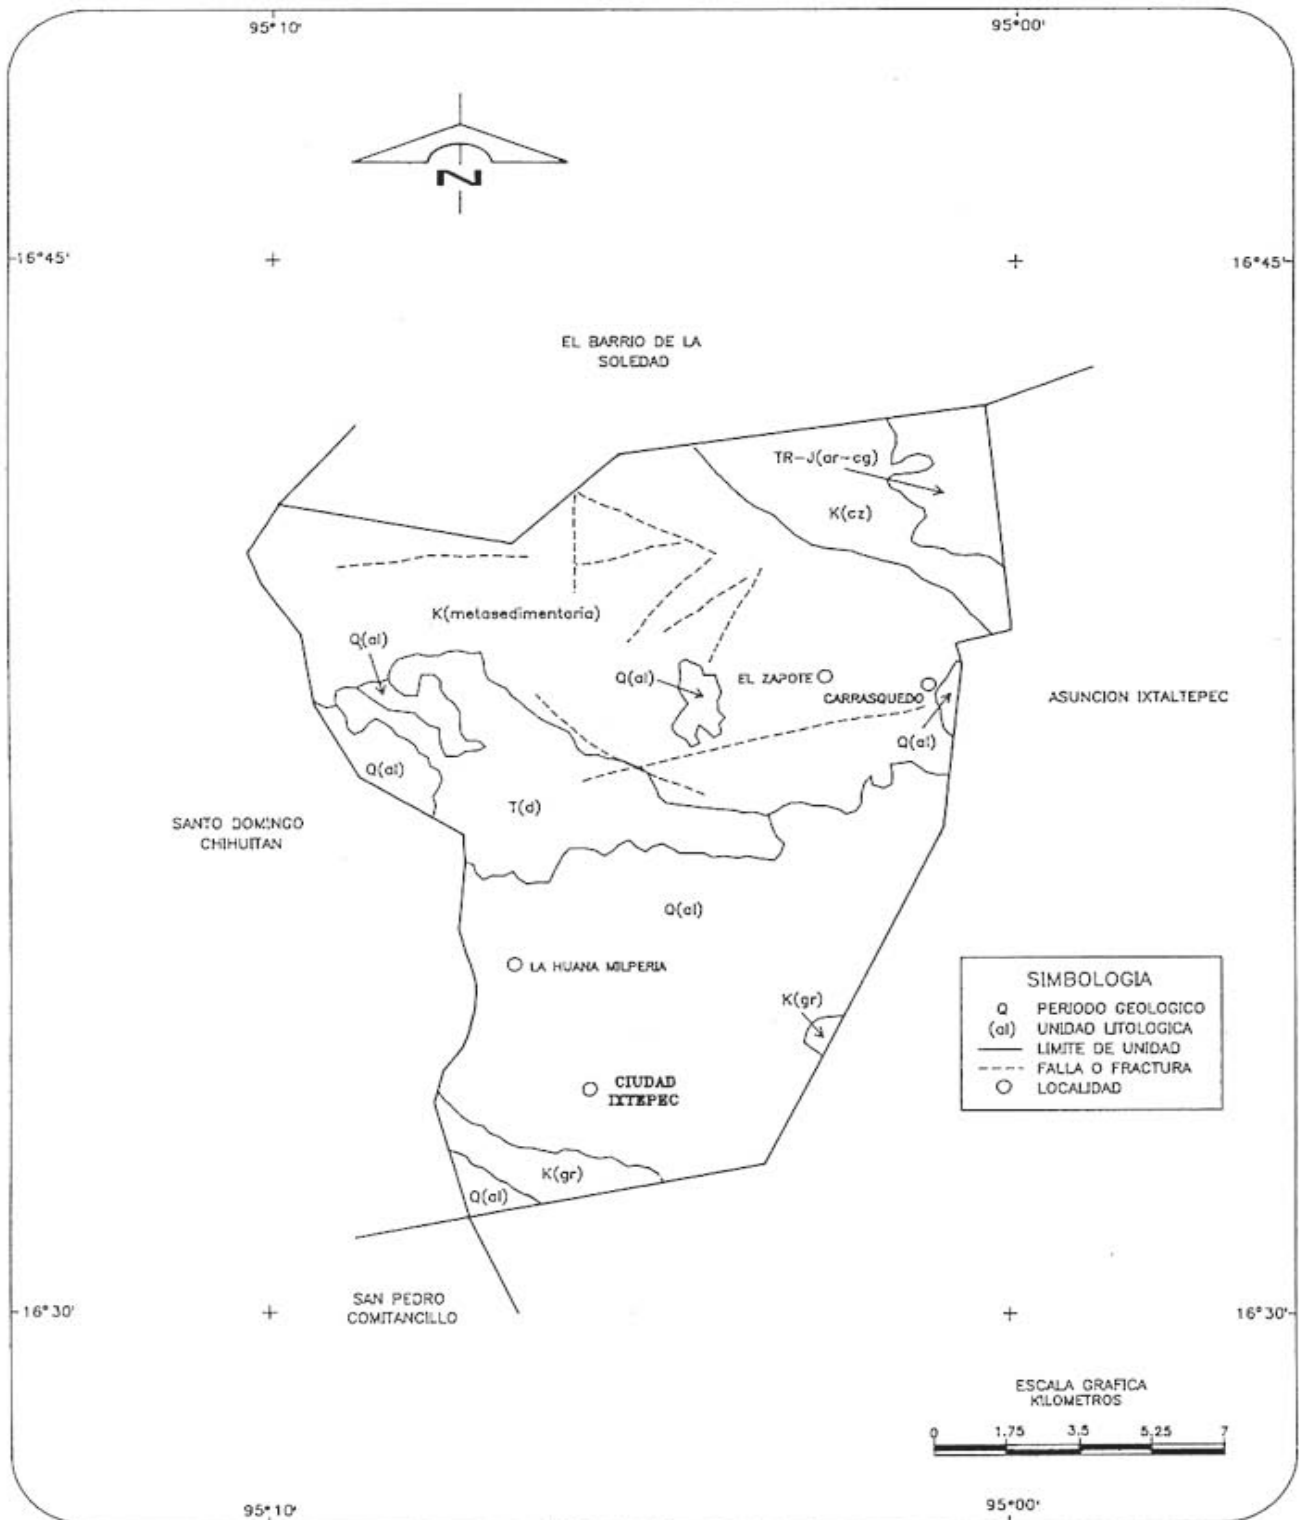 95°10'
95°00'
N
16°45'
16°45'
EL BARRIO DE LA
SOLEDAD
TR-J(ar-cg)
K(cz)
K(metasedimentaria)
Q(al)
Q(al)
EL ZAPOTE
CARRASQUEDO
ASUNCION IXTALTEPEC
Q(al)
Q(al)
T(d)
SANTO DOMINGO
CHIHUITAN
Q(al)
LA HUANA MILPERIA
K(gr)
CIUDAD
IXTEPEC
K(gr)
Q(al)
SIMBOLOGIA
Q PERIODO GEOLOGICO
(al) UNIDAD LITOLOGICA
LIMITE DE UNIDAD
FALLA O FRACTURA
LOCALIDAD
SAN PEDRO
COMITANCILLO
16°30'
16°30'
ESCALA GRAFICA
KILOMETROS
0 1.75 3.5 5.25 7
95°10'
95°00'